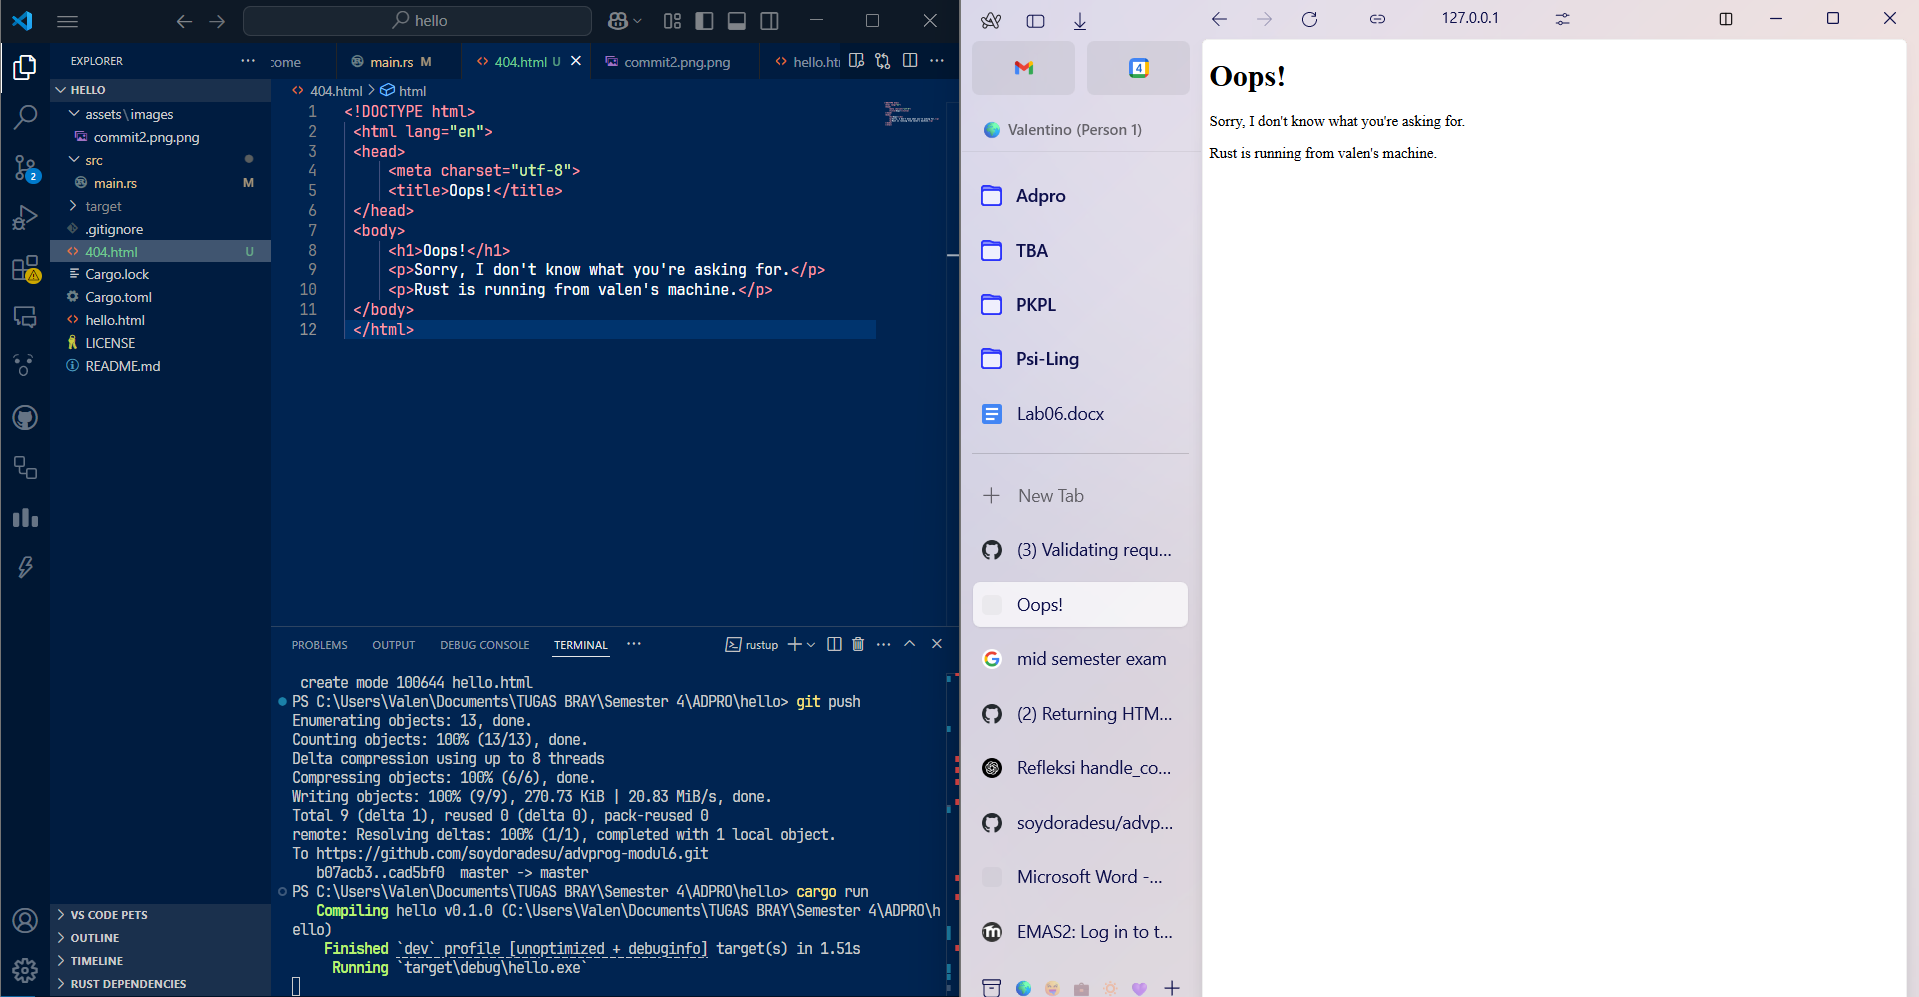 hello
EXPLORER
come
main.rs M
404.html U
commit2.png.png
hello.ht
HELLO
assets\images
commit2.png.png
src
main.rs M
target
.gitignore
404.html U
Cargo.lock
Cargo.toml
hello.html
LICENSE
README.md
2
VS CODE PETS
OUTLINE
TIMELINE
RUST DEPENDENCIES
404.html > html
1 <!DOCTYPE html>
2 <html lang="en">
3 <head>
4 <meta charset="utf-8">
5 <title>Oops!</title>
6 </head>
7 <body>
8 <h1>Oops!</h1>
9 <p>Sorry, I don't know what you're asking for.</p>
10 <p>Rust is running from valen's machine.</p>
11 </body>
12 </html>
PROBLEMS OUTPUT DEBUG CONSOLE TERMINAL
rustup
create mode 100644 hello.html
PS C:\Users\Valen\Documents\TUGAS BRAY\Semester 4\ADPRO\hello> git push
Enumerating objects: 13, done.
Counting objects: 100% (13/13), done.
Delta compression using up to 8 threads
Compressing objects: 100% (6/6), done.
Writing objects: 100% (9/9), 270.73 KiB | 20.83 MiB/s, done.
Total 9 (delta 1), reused 0 (delta 0), pack-reused 0
remote: Resolving deltas: 100% (1/1), completed with 1 local object.
To https://github.com/soydoradesu/advprog-modul6.git
b07acb3..cad5bf0 master -> master
PS C:\Users\Valen\Documents\TUGAS BRAY\Semester 4\ADPRO\hello> cargo run
Compiling hello v0.1.0 (C:\Users\Valen\Documents\TUGAS BRAY\Semester 4\ADPRO\h
ello)
Finished `dev` profile [unoptimized + debuginfo] target(s) in 1.51s
Running `target\debug\hello.exe`
127.0.0.1
4
Valentino (Person 1)
Adpro
TBA
PKPL
Psi-Ling
Lab06.docx
New Tab
(3) Validating requ...
Oops!
mid semester exam
(2) Returning HTM...
Refleksi handle_co...
soydoradesu/advp...
Microsoft Word -...
EMAS2: Log in to t...
Oops!
Sorry, I don't know what you're asking for.
Rust is running from valen's machine.